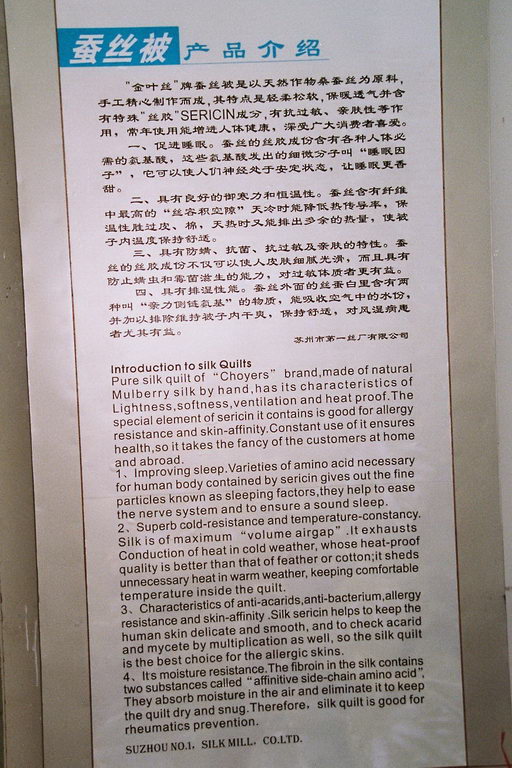 蚕丝被 产品介绍
“金叶丝”牌蚕丝被是以天然作物桑蚕丝为原料,
手工精心制作而成,其特点是轻柔松软,保暖透气并含
有特殊“丝胶”SERICIN成分,有抗过敏、亲肤性等作
用，常年使用能增进人体健康，深受广大消费者喜爱。
一、促进睡眠。蚕丝的丝胶成份含有各种人体必
需的氨基酸，这些氨基酸发出的细微分子叫“睡眠因
子”，它可以使人们神经处于安定状态，让睡眠更香
甜。
二、具有良好的御寒力和恒温性。蚕丝含有纤维
中最高的“丝容积空隙”天冷时能降低热传导率，保
温性胜过皮、棉，天热时又能排出多余的热量，使被
子内温度保持舒适。
三、具有防螨、抗菌、抗过敏及亲肤的特性。蚕
丝的丝胶成份不仅可以使人皮肤细腻光滑，而且具有
防止螨虫和霉菌滋生的能力，对过敏体质者更有益。
四、具有排湿性能。蚕丝外面的丝蛋白里含有两
种叫“亲力侧链氨基”的物质，能吸收空气中的水份，
并加以排除维持被子内干爽，保持舒适，对风湿病患
者尤其有益。
苏州市第一丝厂有限公司
Introduction to silk Quilts
Pure silk quilt of “Choyers” brand,made of natural
Mulberry silk by hand,has its characteristics of
Lightness,softness,ventilation and heat proof.The
special element of sericin it contains is good for allergy
resistance and skin-affinity.Constant use of it ensures
health,so it takes the fancy of the customers at home
and abroad.
1、Improving sleep.Varieties of amino acid necessary
for human body contained by sericin gives out the fine
particles known as sleeping factors,they help to ease
the nerve system and to ensure a sound sleep.
2、Superb cold-resistance and temperature-constancy.
Silk is of maximum “volume airgap”.It exhausts
Conduction of heat in cold weather, whose heat-proof
quality is better than that of feather or cotton;it sheds
unnecessary heat in warm weather, keeping comfortable
temperature inside the quilt.
3、Characteristics of anti-acarids,anti-bacterium,allergy
resistance and skin-affinity .Silk sericin helps to keep the
human skin delicate and smooth, and to check acarid
and mycete by multiplication as well, so the silk quilt
is the best choice for the allergic skins.
4、Its moisture resistance.The fibroin in the silk contains
two substances called “affinitive side-chain amino acid”,
They absorb moisture in the air and eliminate it to keep
the quilt dry and snug.Therefore，silk quilt is good for
rheumatics prevention.
SUZHOU NO.1，SILK MILL，CO.LTD.